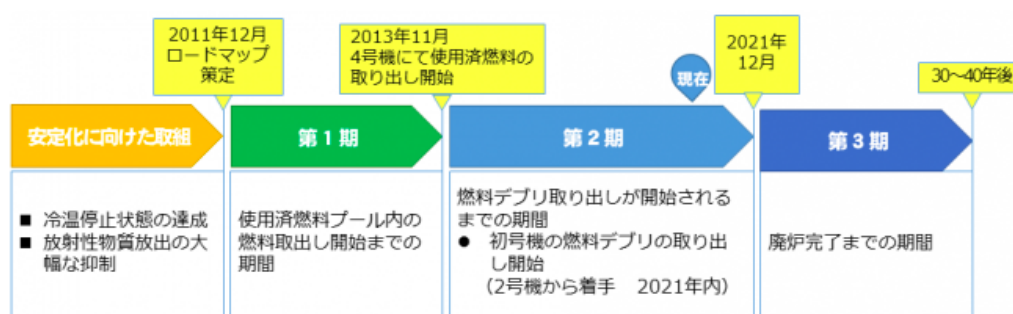 2011年12月
ロードマップ
策定
2013年11月
4号機にて使用済燃料の
取り出し開始
現在
2021年
12月
30～40年後
安定化に向けた取組
第1期
第2期
第3期
■ 冷温停止状態の達成
■ 放射性物質放出の大
幅な抑制
使用済燃料プール内の
燃料取出し開始までの
期間
燃料デブリ取り出しが開始される
までの期間
● 初号機の燃料デブリの取り出
し開始
（2号機から着手　2021年内）
廃炉完了までの期間